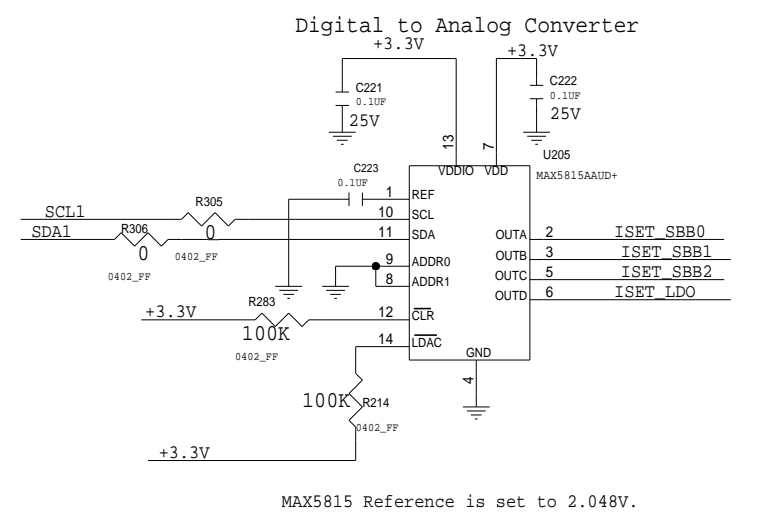 Digital to Analog Converter
+3.3V
+3.3V
C221
0.1UF
25V
C222
0.1UF
25V
13
7
U205
MAX5815AAUD+
VDDIO VDD
C223
0.1UF
1 REF
SCL1
R305
0
0402_FF
10 SCL
SDA1
R306
0
0402_FF
11 SDA
OUTA 2 ISET_SBB0
OUTB 3 ISET_SBB1
OUTC 5 ISET_SBB2
OUTD 6 ISET_LDO
9 ADDR0
8 ADDR1
+3.3V
R283
100K
0402_FF
12 CLR
14 LDAC
GND
4
100K R214
0402_FF
+3.3V
MAX5815 Reference is set to 2.048V.